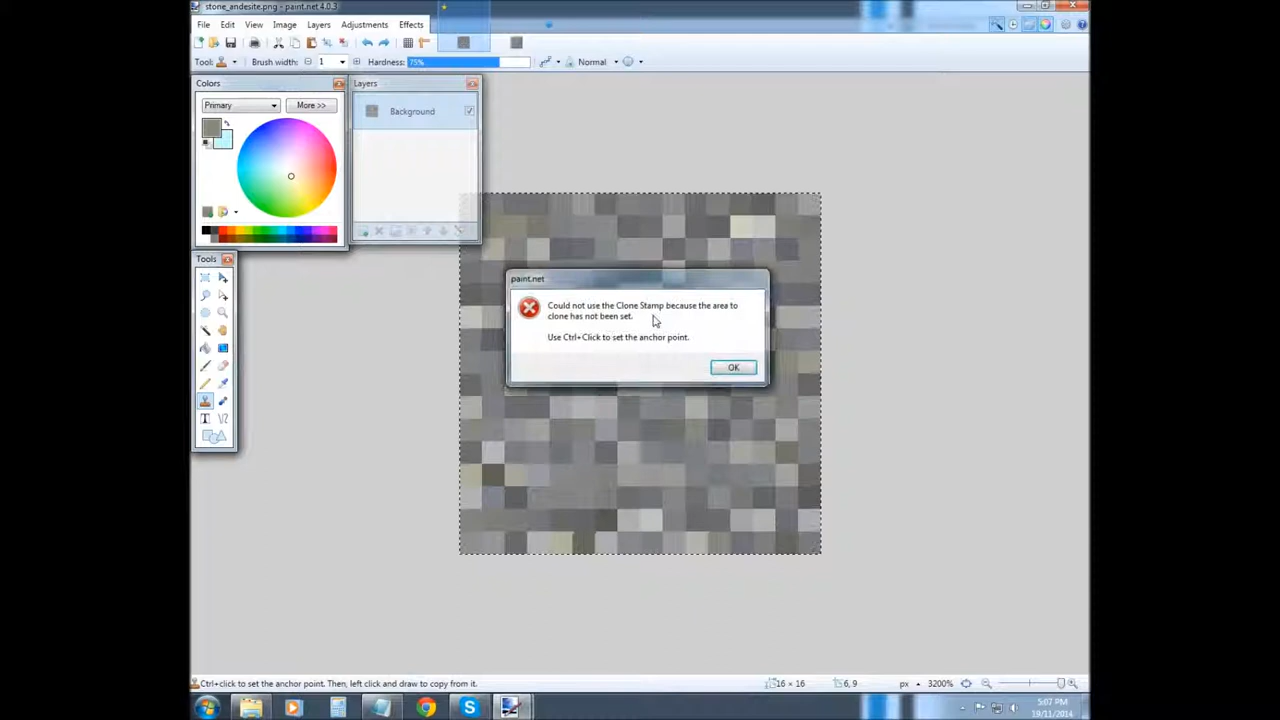 stone_andesite.png - paint.net 4.0.3
File Edit View Image Layers Adjustments Effects
Tool: Brush width: 1 Hardness: 75% Normal
Colors
Layers
Primary More >>
Background
Tools
paint.net
Could not use the Clone Stamp because the area to
clone has not been set.
Use Ctrl+Click to set the anchor point.
OK
Ctrl+click to set the anchor point. Then, left click and draw to copy from it.
16 × 16
6, 9
px
3200%
5:07 PM
19/11/2014